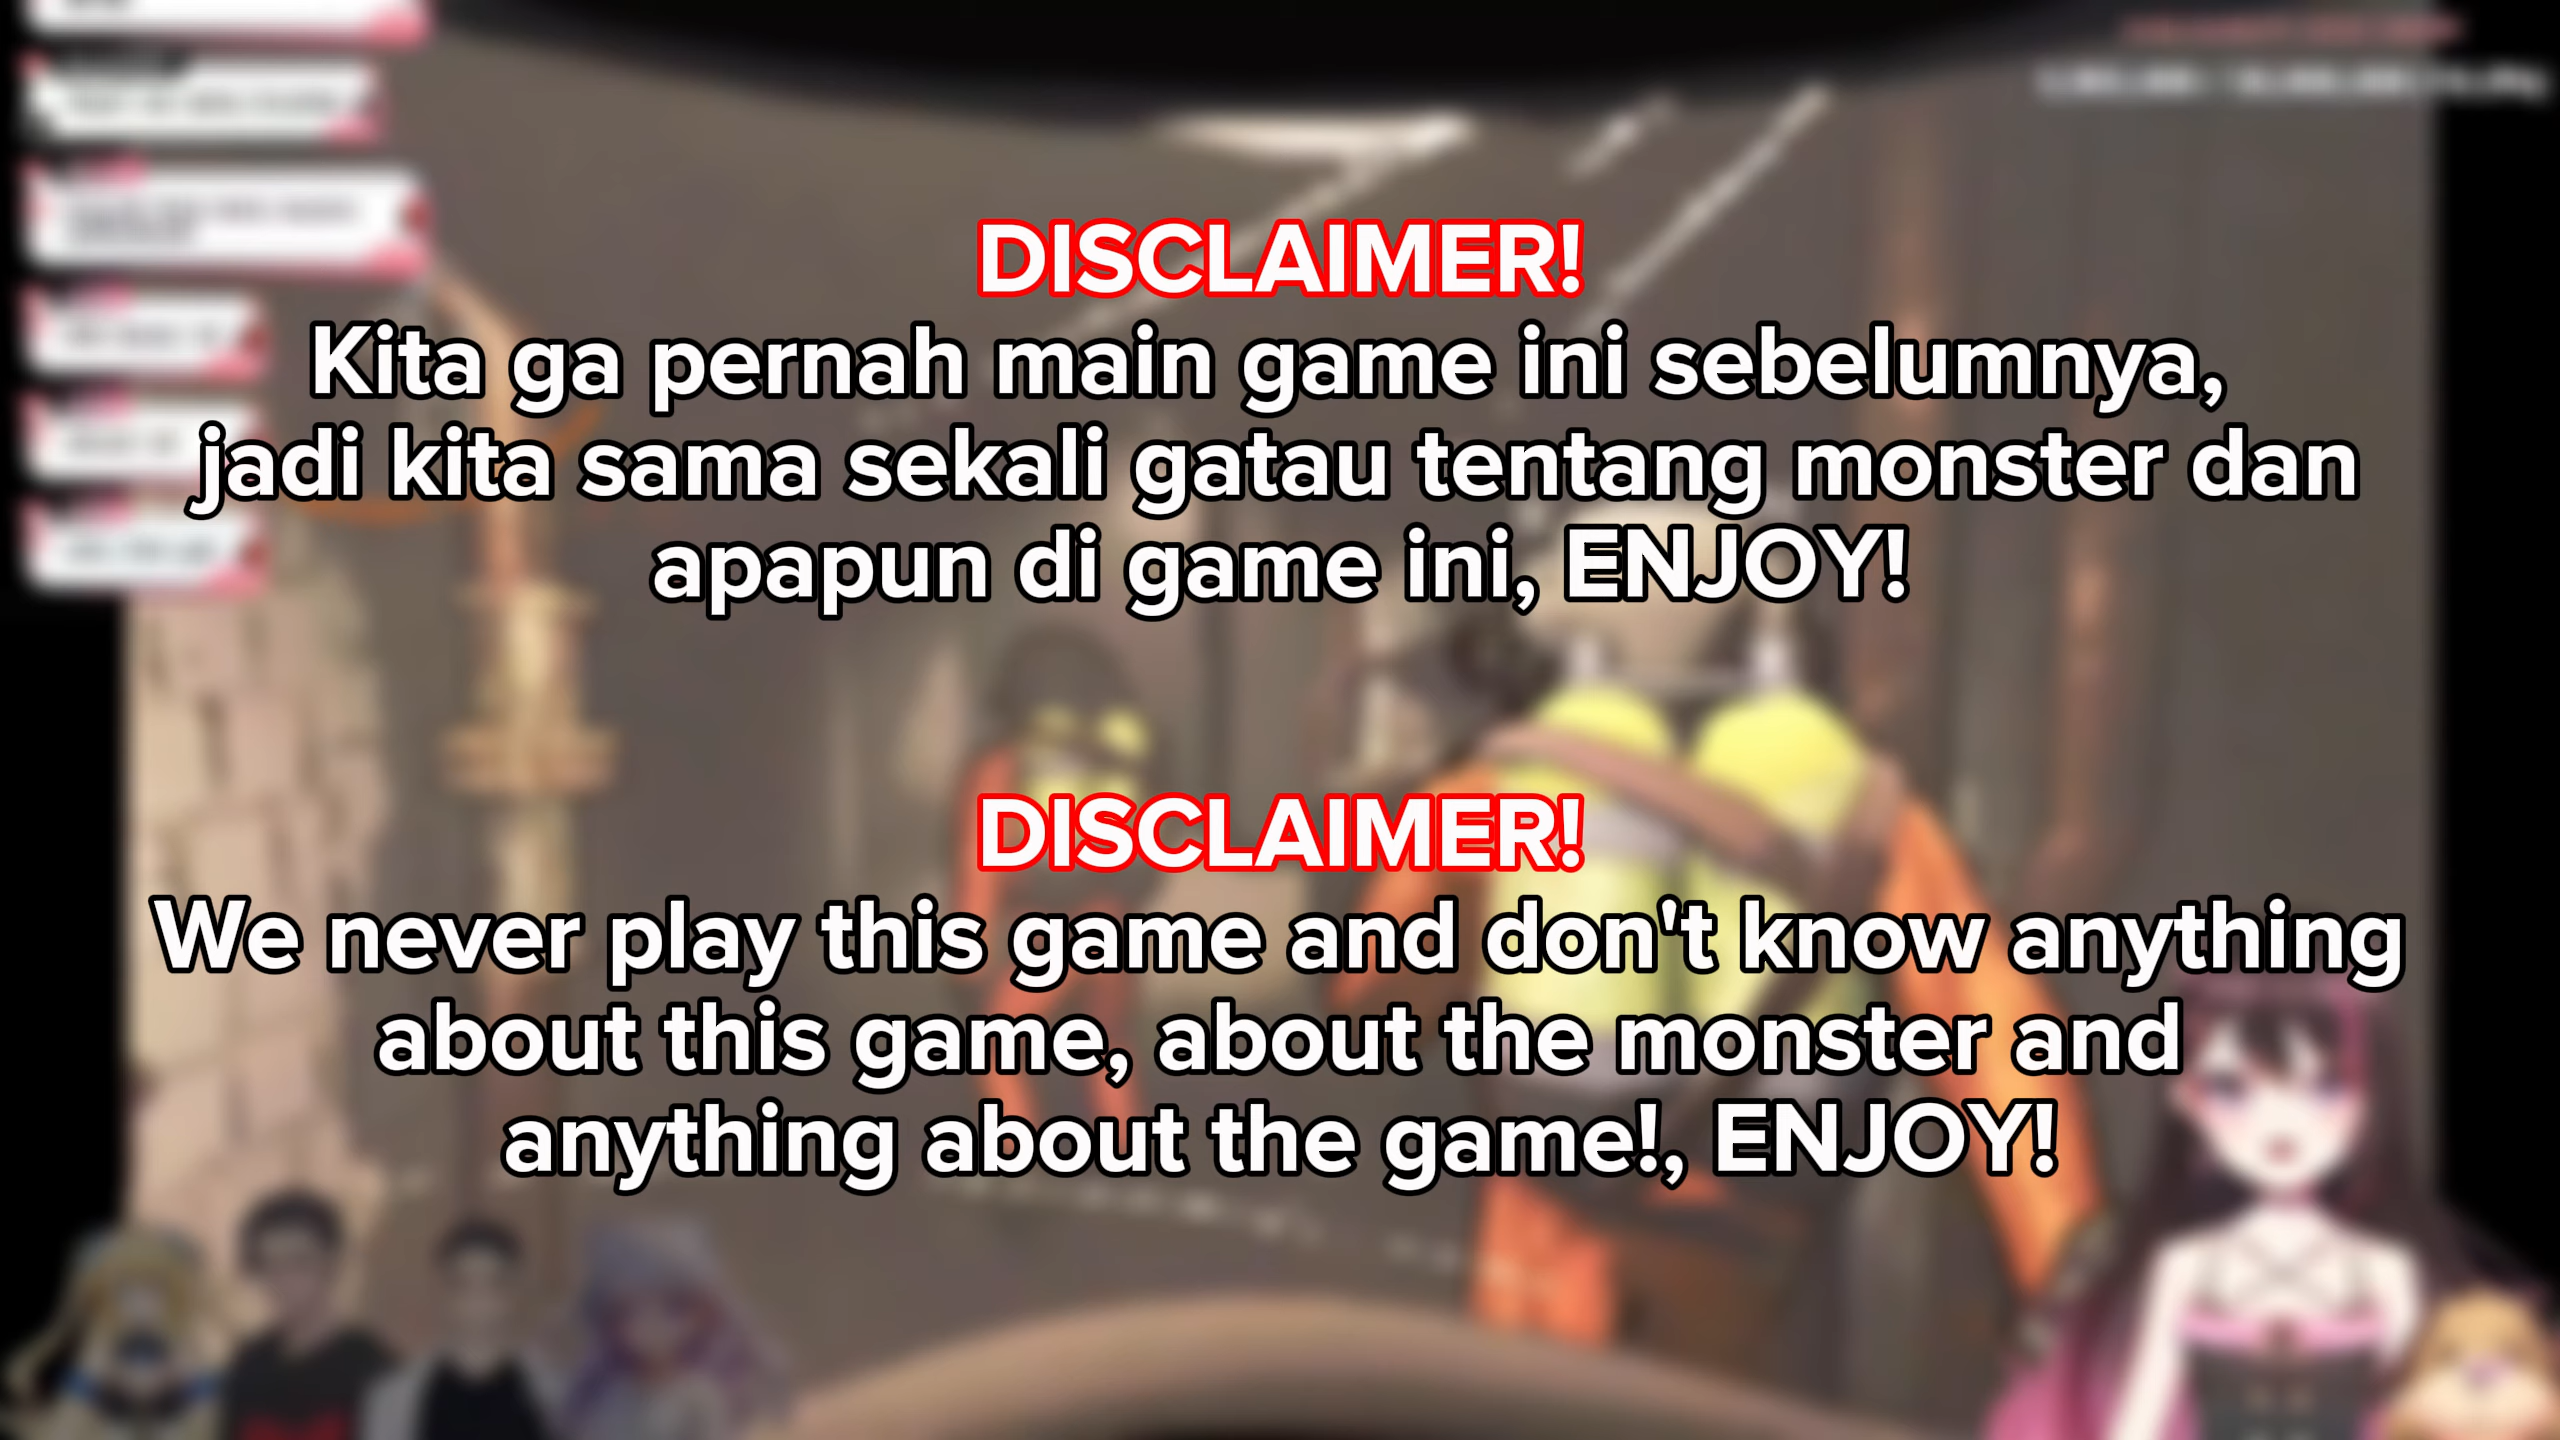 DISCLAIMER!
Kita ga pernah main game ini sebelumnya,
jadi kita sama sekali gatau tentang monster dan
apapun di game ini, ENJOY!
DISCLAIMER!
We never play this game and don't know anything
about this game, about the monster and
anything about the game!, ENJOY!